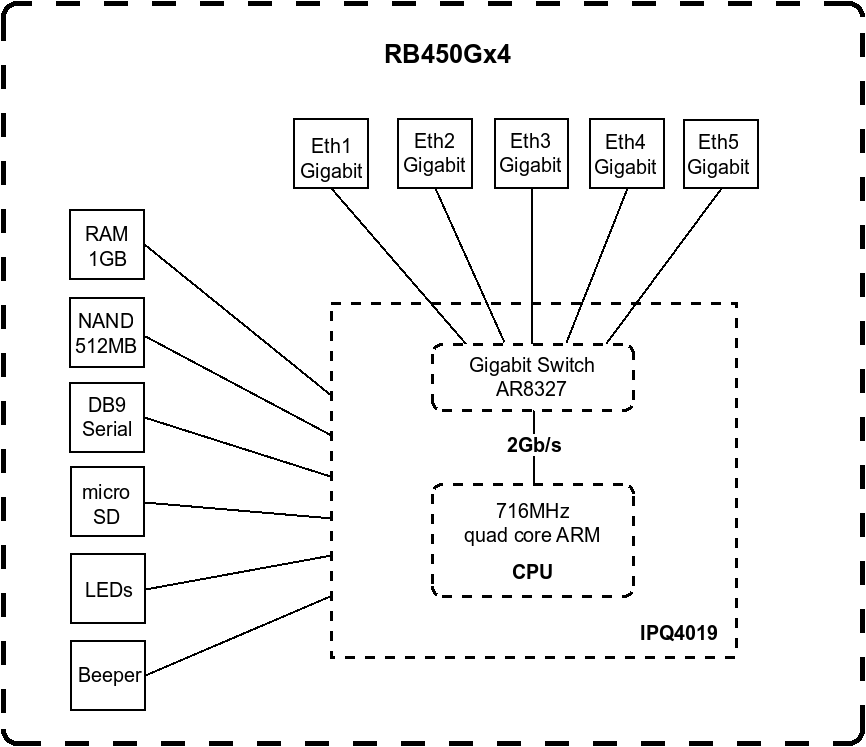 RB450Gx4
Eth1
Gigabit
Eth2
Gigabit
Eth3
Gigabit
Eth4
Gigabit
Eth5
Gigabit
RAM
1GB
NAND
512MB
DB9
Serial
micro
SD
LEDs
Beeper
Gigabit Switch
AR8327
2Gb/s
716MHz
quad core ARM
CPU
IPQ4019